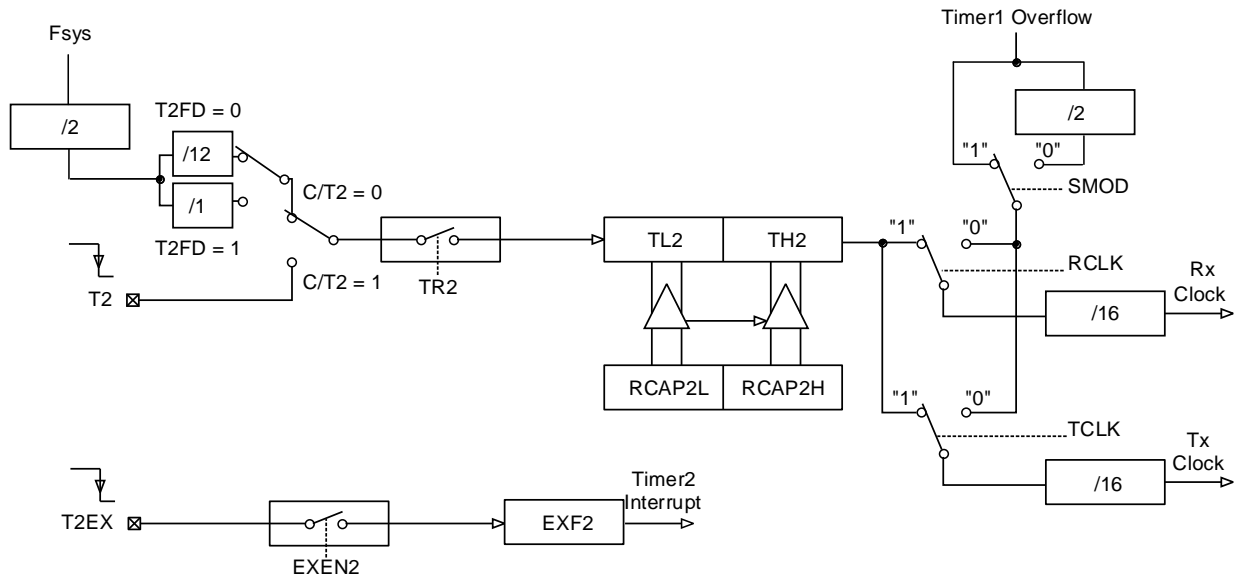 Timer1 Overflow
Fsys
/2
T2FD = 0
/2
/12
"1"
"0"
C/T2 = 0
SMOD
/1
T2FD = 1
TL2
TH2
"1"
"0"
C/T2 = 1
TR2
RCLK
Rx
Clock
T2
/16
RCAP2L
RCAP2H
"1"
"0"
TCLK
Tx
Clock
Timer2
Interrupt
/16
T2EX
EXF2
EXEN2